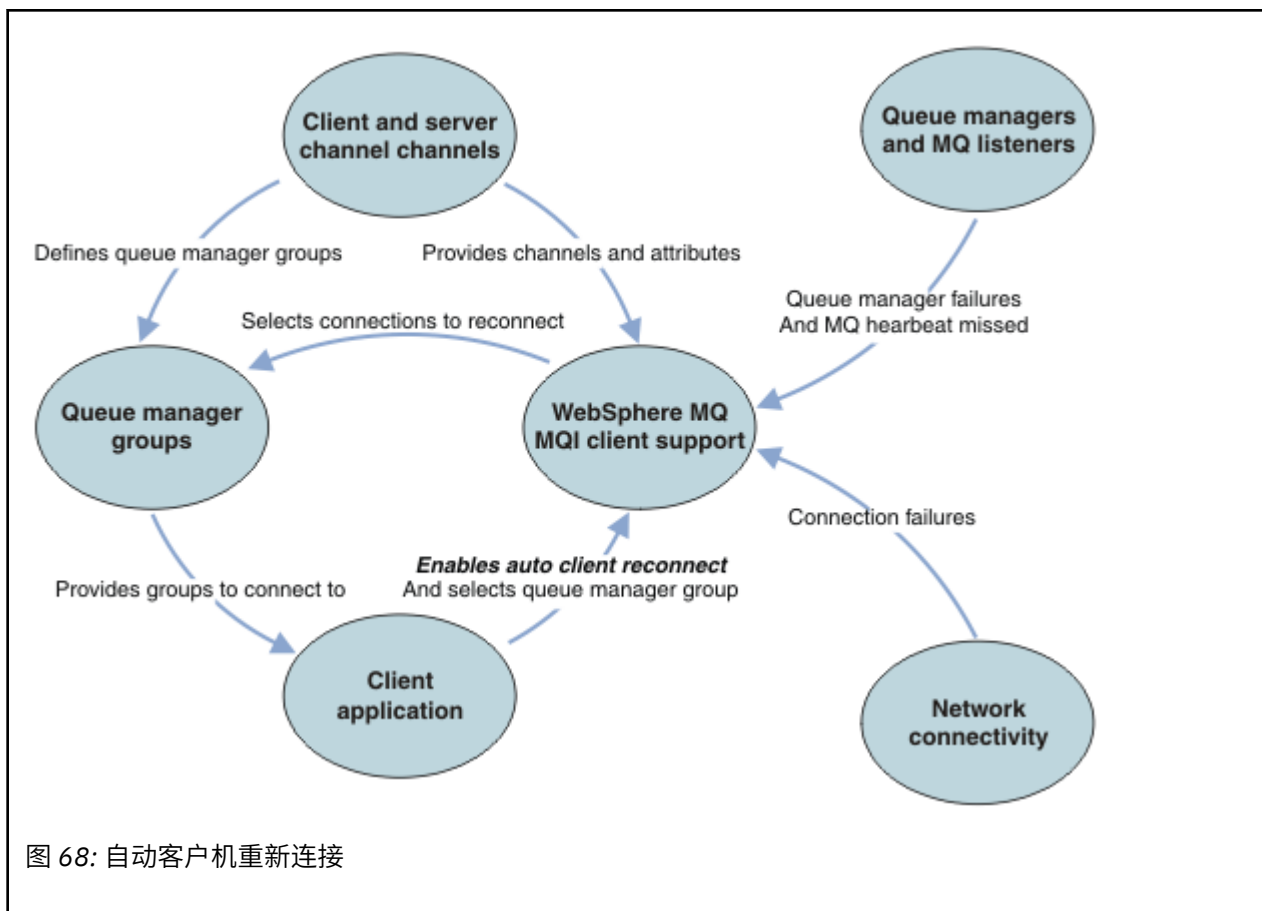 Client and server
channel channels
Queue managers
and MQ listeners
Defines queue manager groups
Provides channels and attributes
Queue manager failures
And MQ hearbeat missed
Selects connections to reconnect
Queue manager
groups
WebSphere MQ
MQI client support
Connection failures
Enables auto client reconnect
And selects queue manager group
Provides groups to connect to
Client
application
Network
connectivity
图 68: 自动客户机重新连接